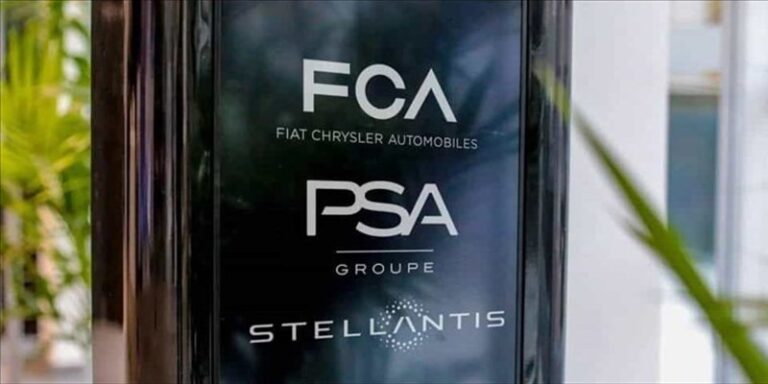 FCA
FIAT CHRYSLER AUTOMOBILES
PSA
GROUPE
STELLANTIS